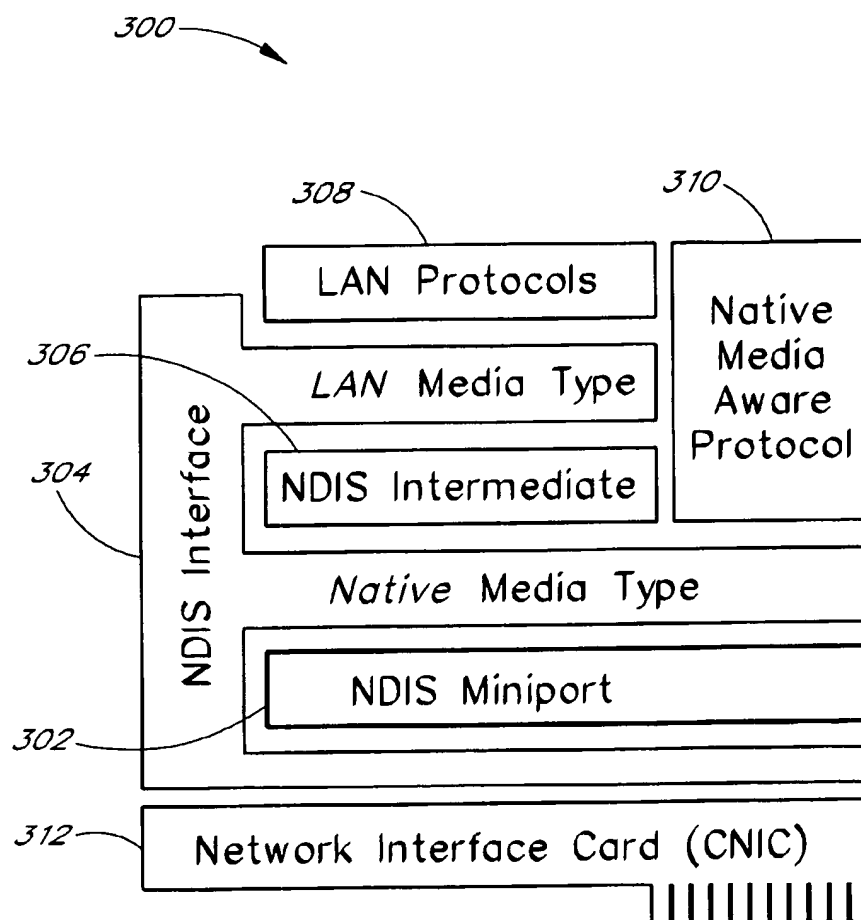 300
308
310
LAN Protocols
Native
Media
Aware
Protocol
306
LAN Media Type
304
NDIS Interface
NDIS Intermediate
Native Media Type
NDIS Miniport
302
312
Network Interface Card (CNIC)